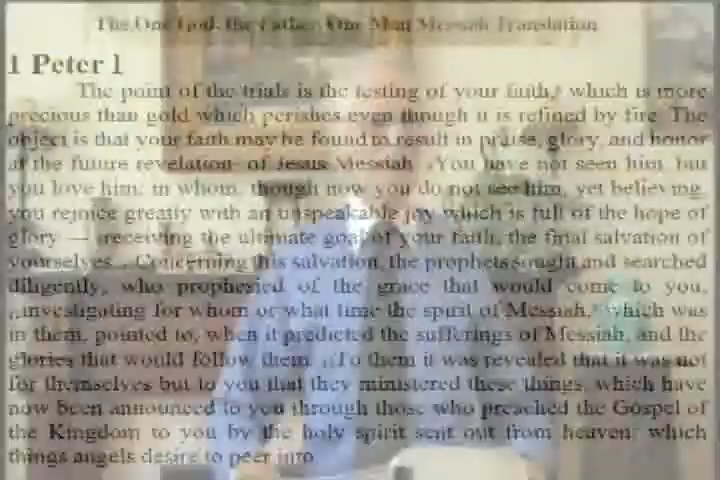 The One God, the Father, One Man Messiah Translation
1 Peter 1
The point of the trials is the testing of your faith, which is more
precious than gold which perishes even though it is refined by fire. The
object is that your faith may be found to result in praise, glory, and honor
at the future revelation of Jesus Messiah. You have not seen him, but
you love him; in whom, though now you do not see him, yet believing,
you rejoice greatly with an unspeakable joy which is full of the hope of
glory — receiving the ultimate goal of your faith, the final salvation of
yourselves. Concerning this salvation, the prophets sought and searched
diligently, who prophesied of the grace that would come to you,
investigating for whom or what time the spirit of Messiah, which was
in them, pointed to, when it predicted the sufferings of Messiah, and the
glories that would follow them. To them it was revealed that it was not
for themselves but to you that they ministered these things, which have
now been announced to you through those who preached the Gospel of
the Kingdom to you by the holy spirit sent out from heaven; which
things angels desire to peer into.